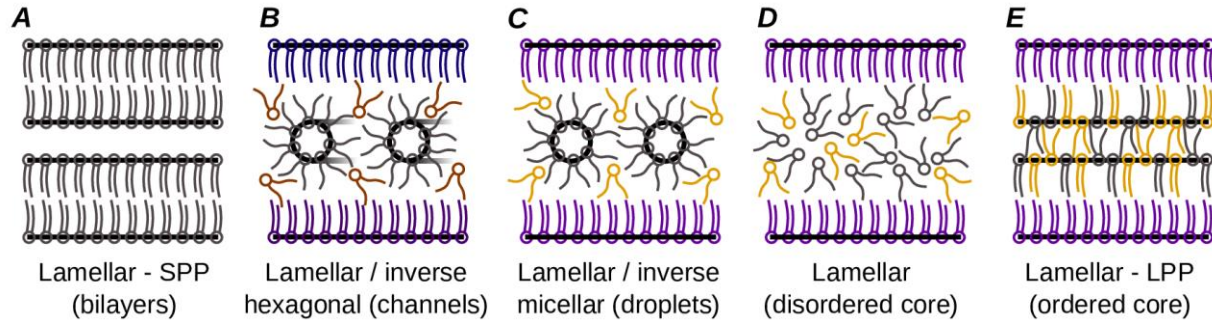 A
B
C
D
E
Lamellar - SPP
(bilayers)
Lamellar / inverse
hexagonal (channels)
Lamellar / inverse
micellar (droplets)
Lamellar
(disordered core)
Lamellar - LPP
(ordered core)